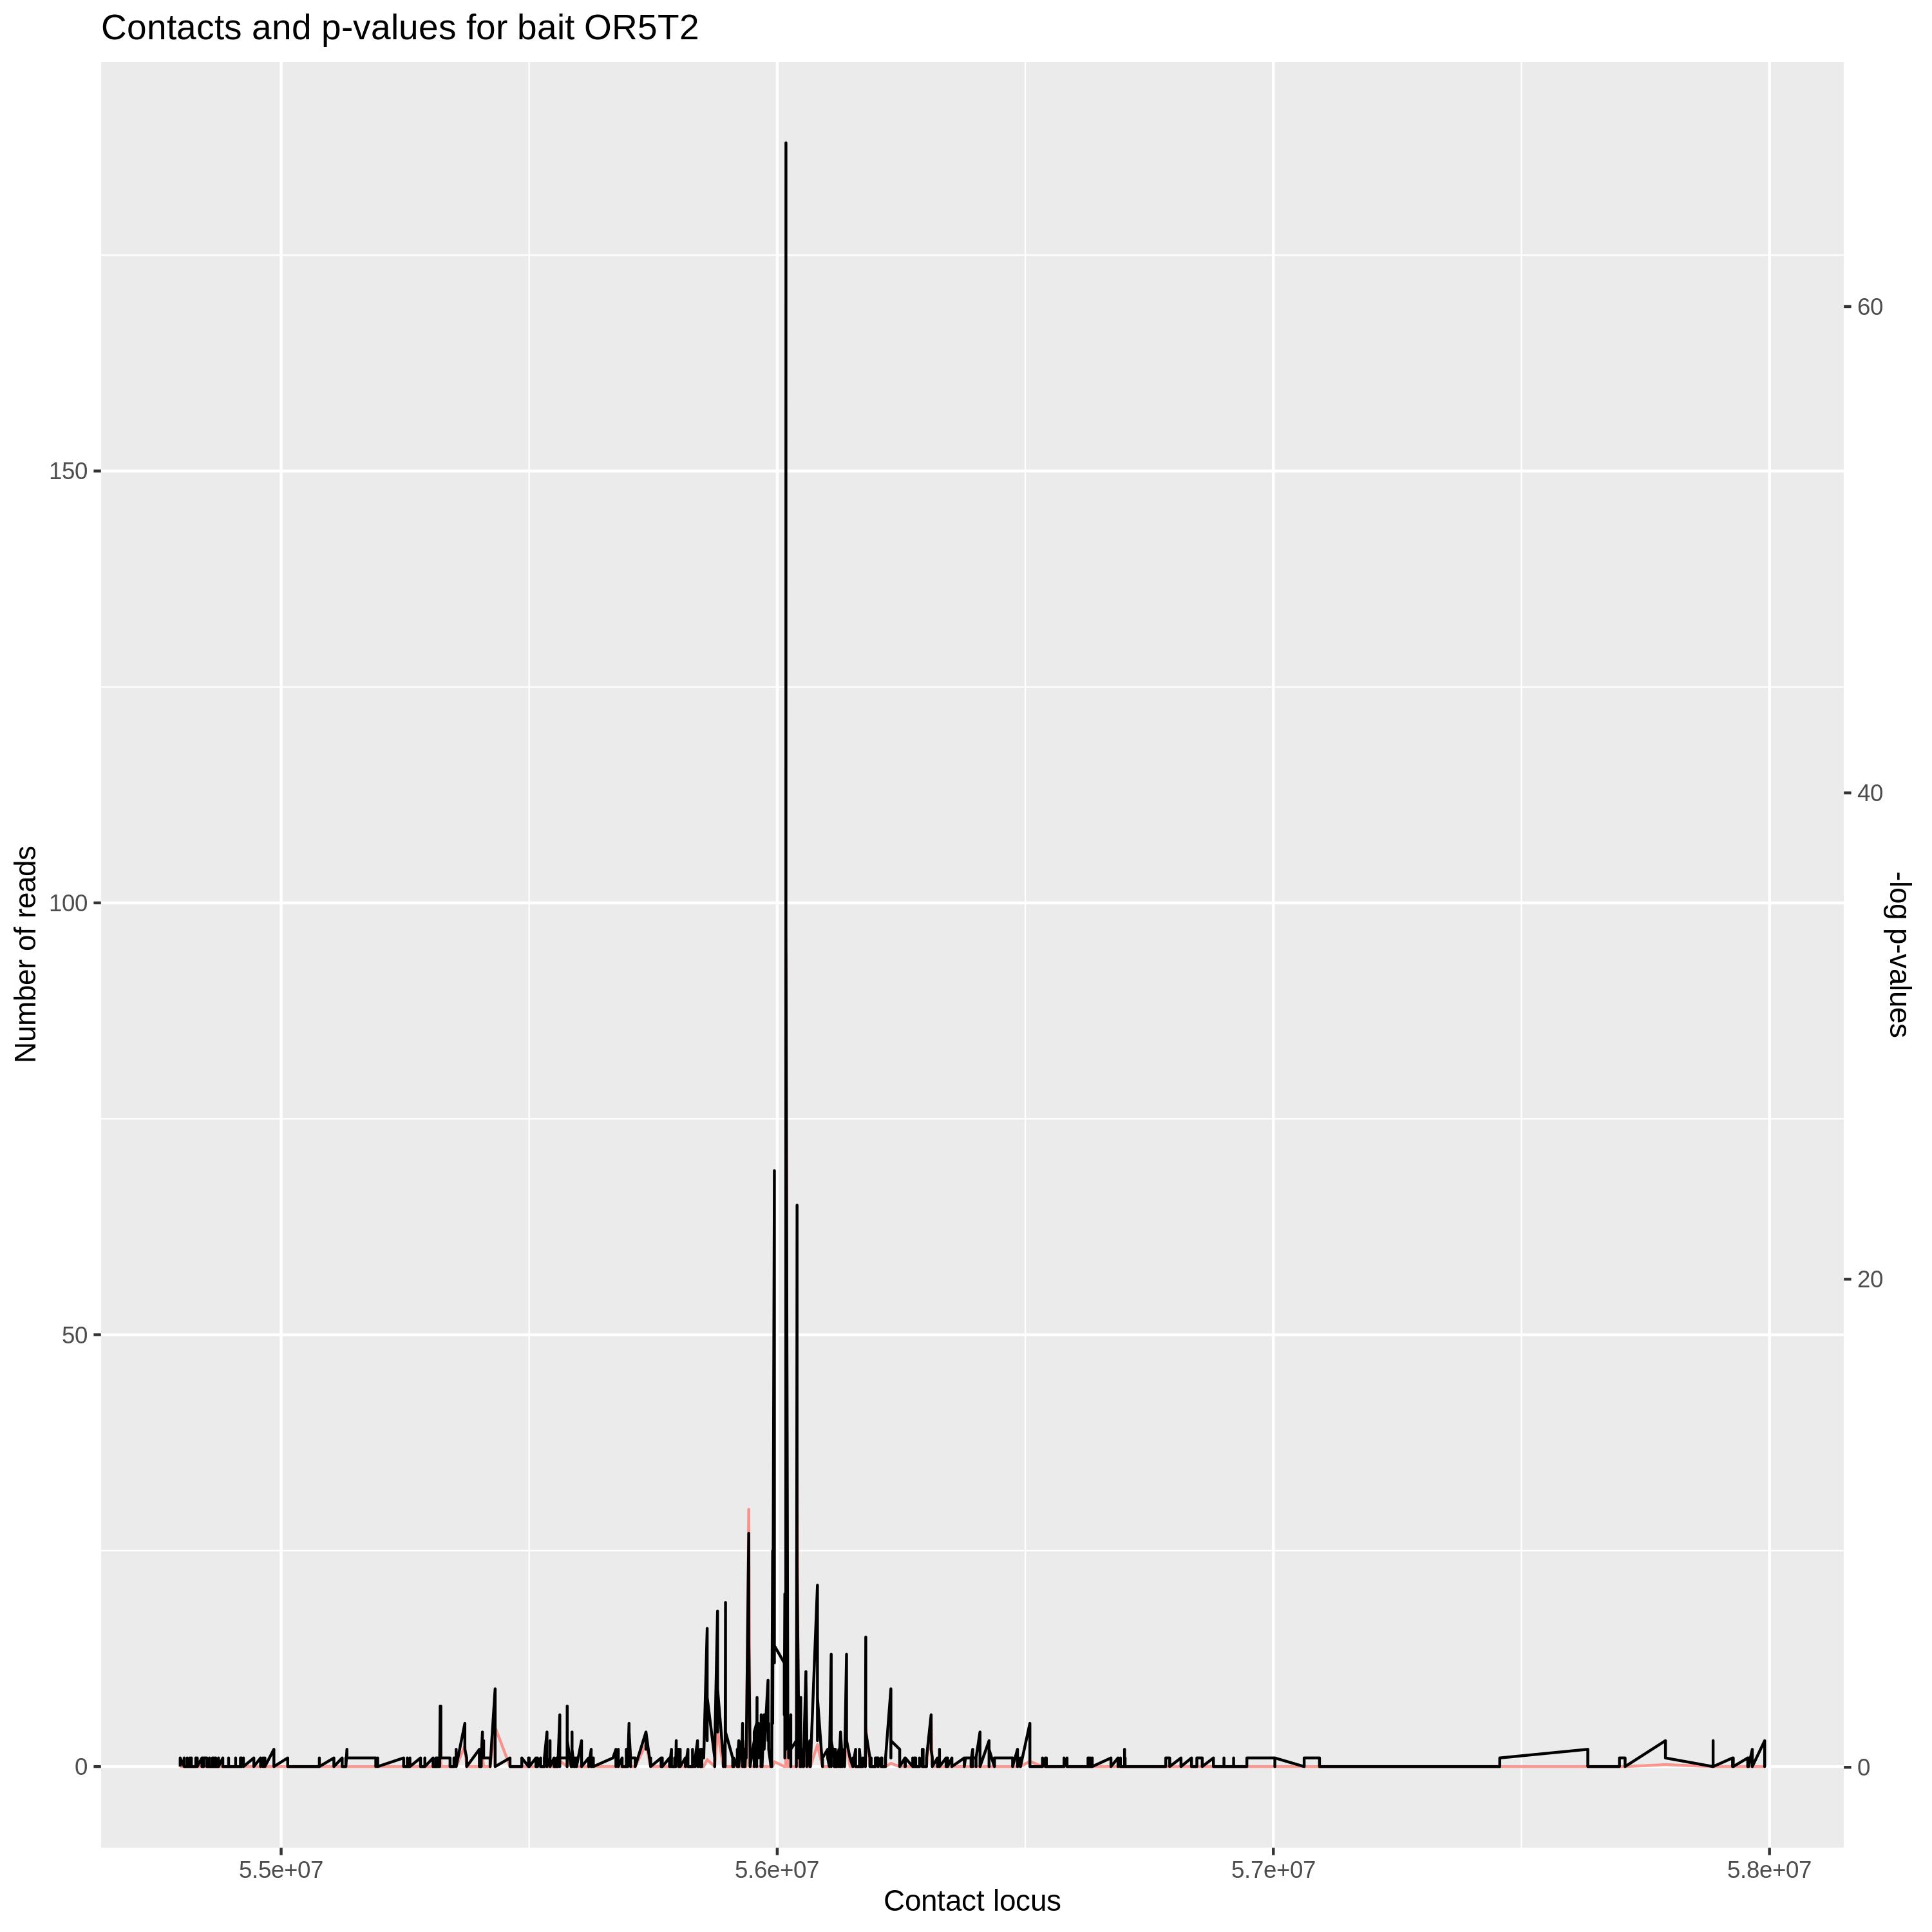 Contacts and p-values for bait OR5T2
Number of reads
150
100
50
0
60
40
20
0
-log p-values
5.5e+07
5.6e+07
5.7e+07
5.8e+07
Contact locus